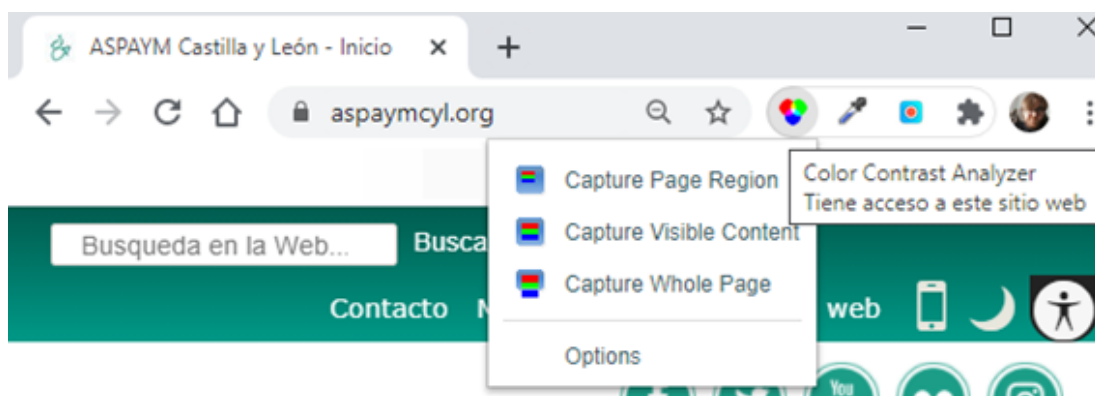 ASPAYM Castilla y León - Inicio
aspaymcyl.org
Capture Page Region
Color Contrast Analyzer
Tiene acceso a este sitio web
Busqueda en la Web...
Busca
Capture Visible Content
Capture Whole Page
Contacto
web
Options
You